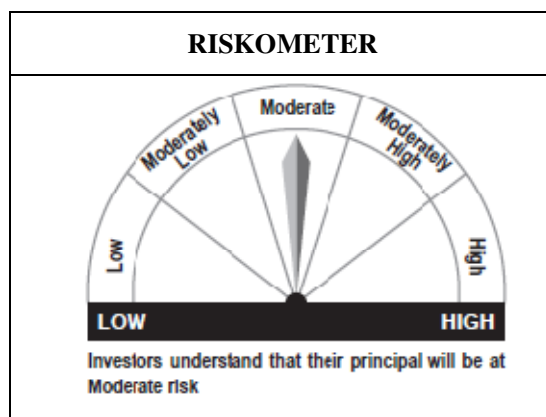 RISKOMETER
Moderate
Moderately
Low
Moderately
High
Low
High
LOW HIGH
Investors understand that their principal will be at
Moderate risk